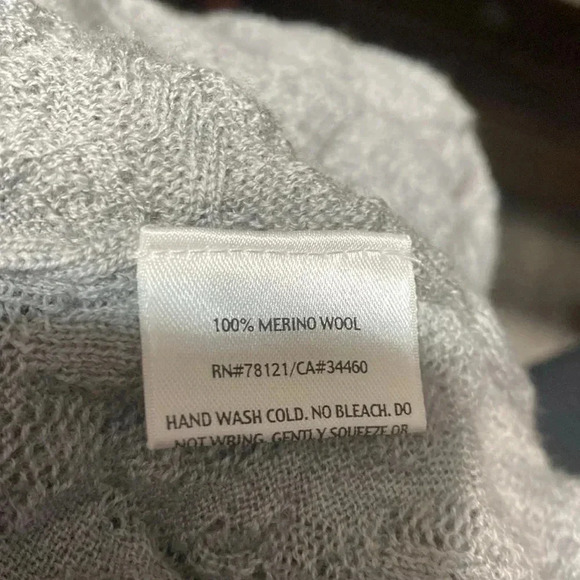 100% MERINO WOOL
RN#78121/CA#34460
HAND WASH COLD. NO BLEACH. DO
NOT WRING. GENTLY SQUEEZE OR